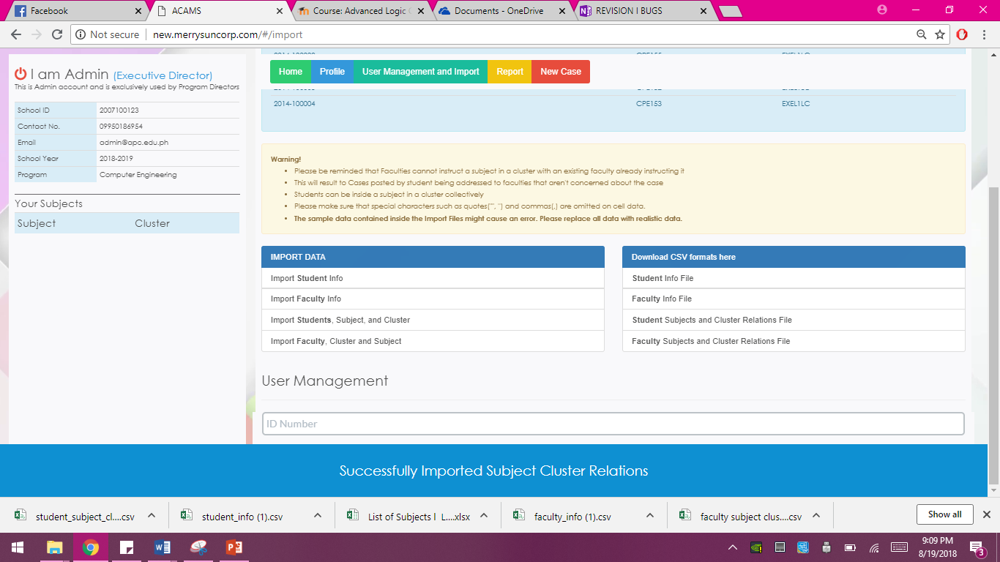 Facebook
ACAMS
Course: Advanced Logic
Documents - OneDrive
REVISION I BUGS
Not secure
new.merrysuncorp.com/#/import
Home
Profile
User Management and Import
Report
New Case
I am Admin (Executive Director)
This is Admin account and is exclusively used by Program Directors
School ID 2007100123
Contact No. 09950186954
Email admin@apc.edu.ph
School Year 2018-2019
Program Computer Engineering
Your Subjects
Subject Cluster
2014-100004 CPE153 EXEL1LC
Warning!
• Please be reminded that Faculties cannot instruct a subject in a cluster with an existing faculty already instructing it
• This will result to Cases posted by student being addressed to faculties that aren't concerned about the case
• Students can be inside a subject in a cluster collectively
• Please make sure that special characters such as quotes("", '') and commas(,) are omitted on cell data.
• The sample data contained inside the Import Files might cause an error. Please replace all data with realistic data.
IMPORT DATA
Import Student Info
Import Faculty Info
Import Students, Subject, and Cluster
Import Faculty, Cluster and Subject
Download CSV formats here
Student Info File
Faculty Info File
Student Subjects and Cluster Relations File
Faculty Subjects and Cluster Relations File
User Management
ID Number
Successfully Imported Subject Cluster Relations
student_subject_cl....csv
student_info (1).csv
List of Subjects l L....xlsx
faculty_info (1).csv
faculty subject clus....csv
Show all
9:09 PM
8/19/2018
3